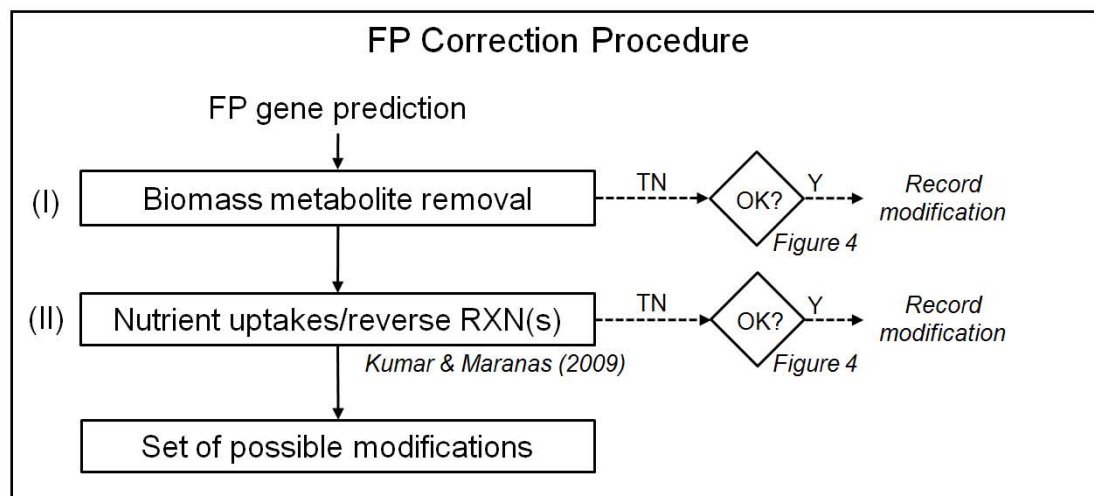 FP Correction Procedure
FP gene prediction
(I)
Biomass metabolite removal
TN
OK?
Y
Record
modification
Figure 4
(II)
Nutrient uptakes/reverse RXN(s)
TN
OK?
Y
Record
modification
Kumar & Maranas (2009)
Figure 4
Set of possible modifications